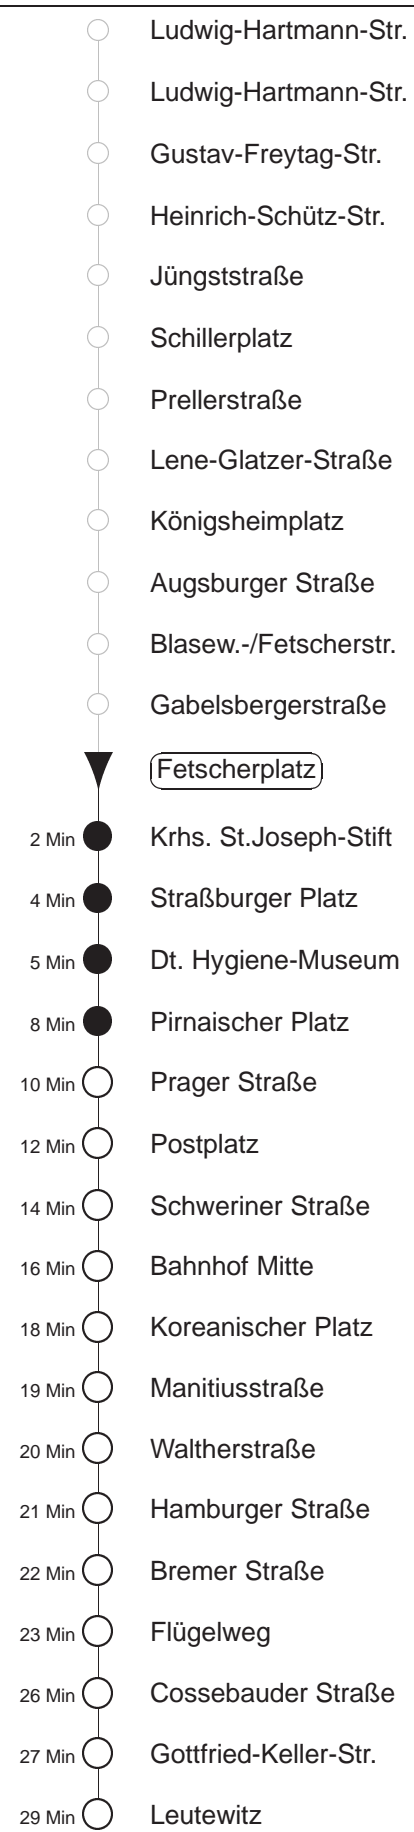 Ludwig-Hartmann-Str.
Ludwig-Hartmann-Str.
Gustav-Freytag-Str.
Heinrich-Schütz-Str.
Jüngststraße
Schillerplatz
Prellerstraße
Lene-Glatzer-Straße
Königsheimplatz
Augsburger Straße
Blasew.-/Fetscherstr.
Gabelsbergerstraße
Fetscherplatz
2 Min Krhs. St.Joseph-Stift
4 Min Straßburger Platz
5 Min Dt. Hygiene-Museum
8 Min Pirnaischer Platz
10 Min Prager Straße
12 Min Postplatz
14 Min Schweriner Straße
16 Min Bahnhof Mitte
18 Min Koreanischer Platz
19 Min Manitiusstraße
20 Min Waltherstraße
21 Min Hamburger Straße
22 Min Bremer Straße
23 Min Flügelweg
26 Min Cossebauder Straße
27 Min Gottfried-Keller-Str.
29 Min Leutewitz